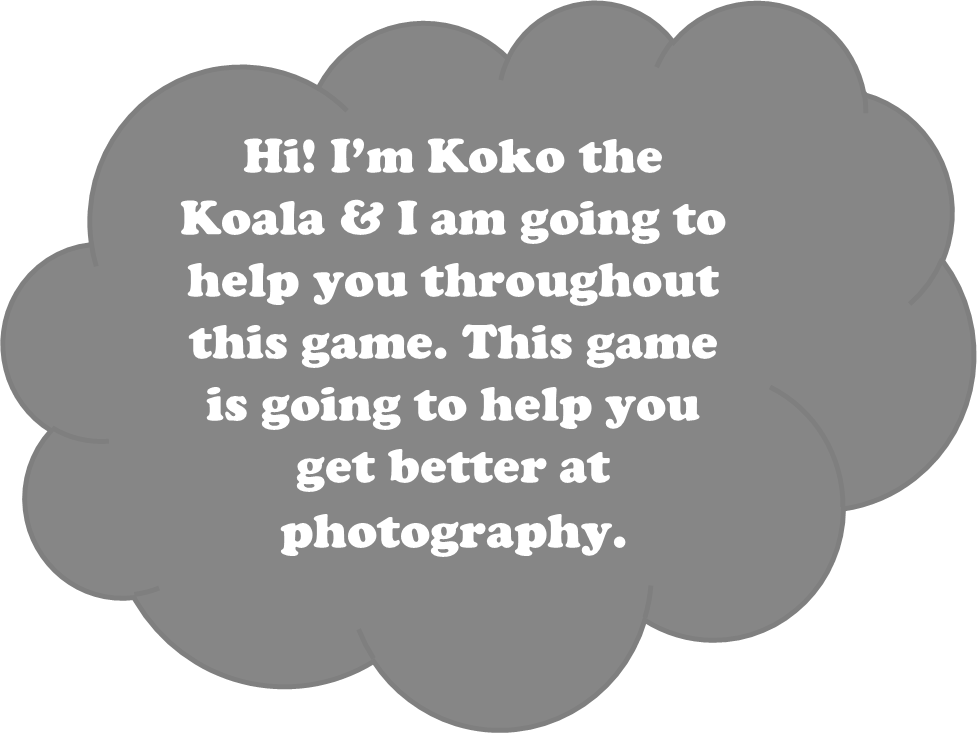 Hi! I’m Koko the
Koala & I am going to
help you throughout
this game. This game
is going to help you
get better at
photography.